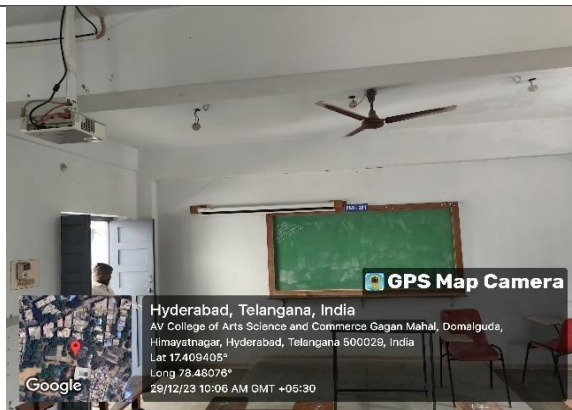 GPS Map Camera
Hyderabad, Telangana, India
AV College of Arts Science and Commerce Gagan Mahal, Domalguda,
Himayatnagar, Hyderabad, Telangana 500029, India
Lat 17.409405°
Long 78.48076°
29/12/23 10:06 AM GMT +05:30
Google